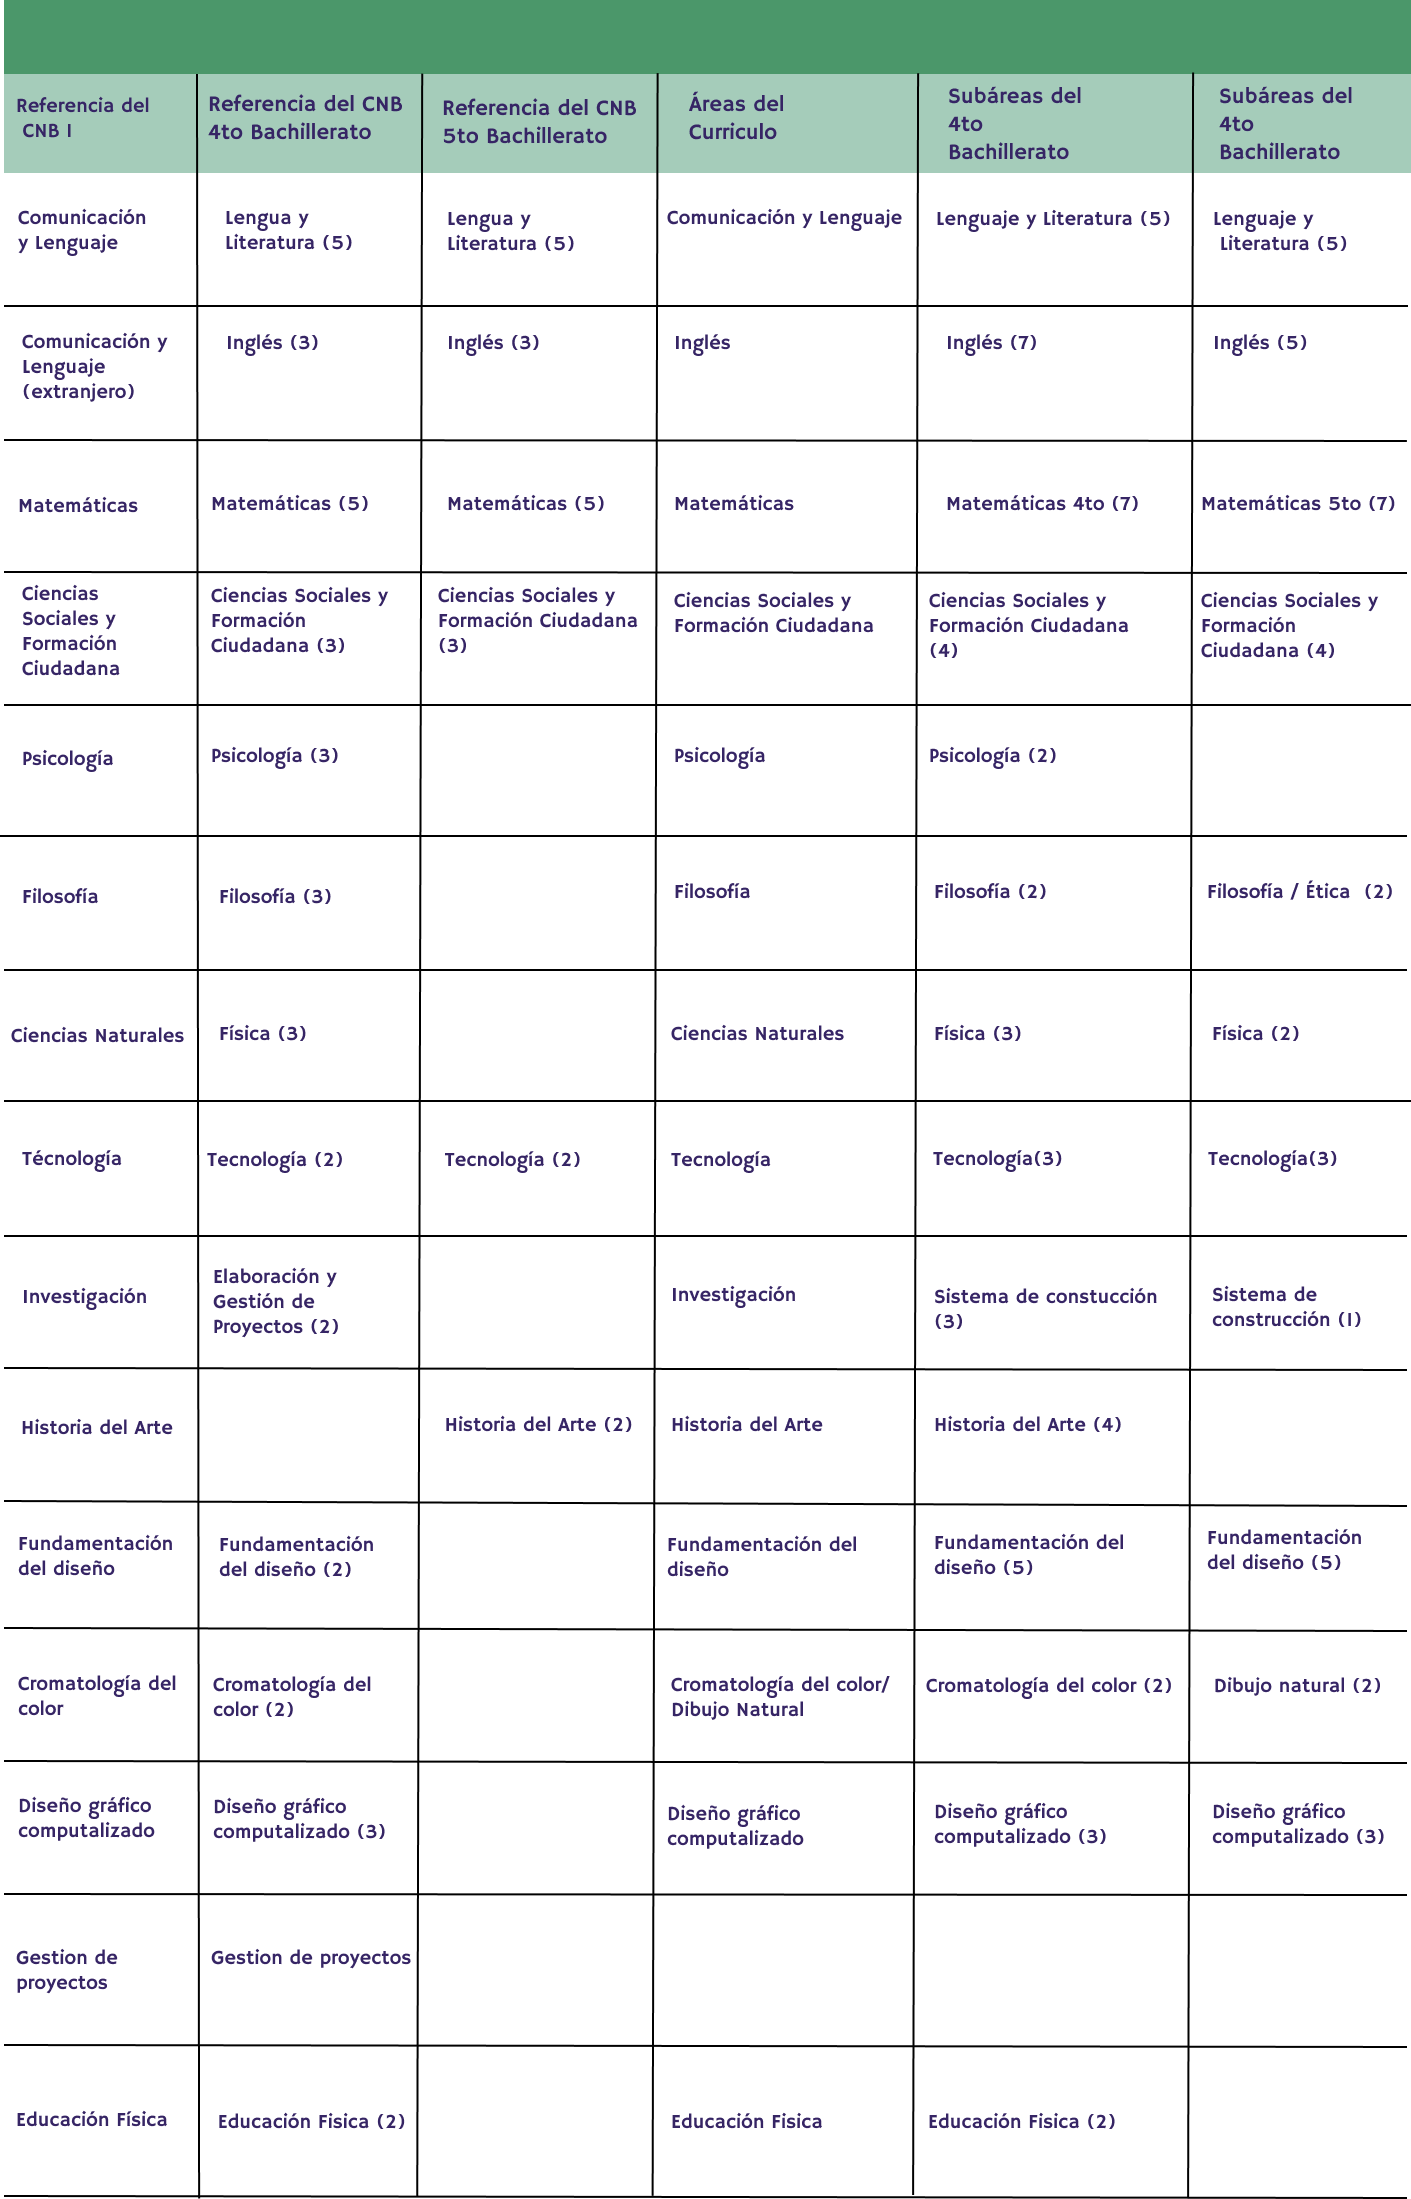 Referencia del
CNB I
Referencia del CNB
4to Bachillerato
Referencia del CNB
5to Bachillerato
Áreas del
Curriculo
Subáreas del
4to
Bachillerato
Subáreas del
4to
Bachillerato
Comunicación
y Lenguaje
Lengua y
Literatura (5)
Lengua y
Literatura (5)
Comunicación y Lenguaje
Lenguaje y Literatura (5)
Lenguaje y
Literatura (5)
Comunicación y
Lenguaje
(extranjero)
Inglés (3)
Inglés (3)
Inglés
Inglés (7)
Inglés (5)
Matemáticas
Matemáticas (5)
Matemáticas (5)
Matemáticas
Matemáticas 4to (7)
Matemáticas 5to (7)
Ciencias
Sociales y
Formación
Ciudadana
Ciencias Sociales y
Formación
Ciudadana (3)
Ciencias Sociales y
Formación Ciudadana
(3)
Ciencias Sociales y
Formación Ciudadana
Ciencias Sociales y
Formación Ciudadana
(4)
Ciencias Sociales y
Formación
Ciudadana (4)
Psicología
Psicología (3)
Psicología
Psicología (2)
Filosofía
Filosofía (3)
Filosofía
Filosofía (2)
Filosofía / Ética (2)
Ciencias Naturales
Física (3)
Ciencias Naturales
Física (3)
Física (2)
Técnología
Tecnología (2)
Tecnología (2)
Tecnología
Tecnología(3)
Tecnología(3)
Investigación
Elaboración y
Gestión de
Proyectos (2)
Investigación
Sistema de constucción
(3)
Sistema de
construcción (1)
Historia del Arte
Historia del Arte (2)
Historia del Arte
Historia del Arte (4)
Fundamentación
del diseño
Fundamentación
del diseño (2)
Fundamentación del
diseño
Fundamentación del
diseño (5)
Fundamentación
del diseño (5)
Cromatología del
color
Cromatología del
color (2)
Cromatología del color/
Dibujo Natural
Cromatología del color (2)
Dibujo natural (2)
Diseño gráfico
computalizado
Diseño gráfico
computalizado (3)
Diseño gráfico
computalizado
Diseño gráfico
computalizado (3)
Diseño gráfico
computalizado (3)
Gestion de
proyectos
Gestion de proyectos
Educación Física
Educación Fisica (2)
Educación Fisica
Educación Fisica (2)